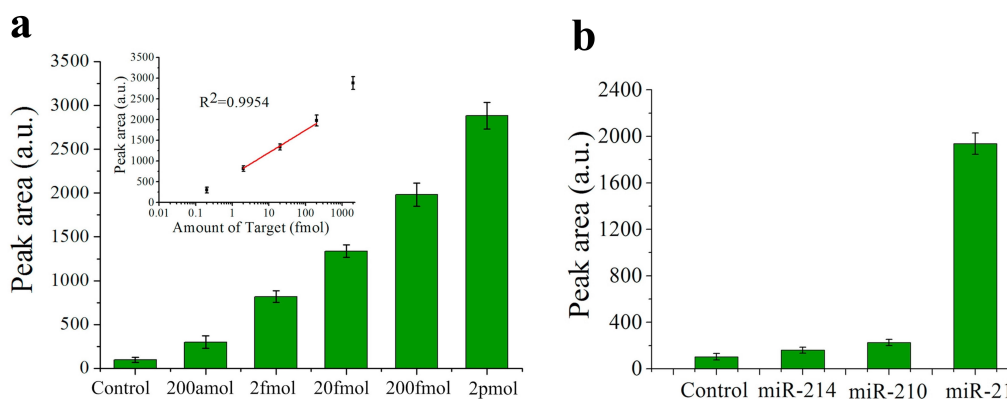 a
Peak area (a.u.)
3500
3000
2500
2000
1500
1000
500
0
Control 200amol 2fmol 20fmol 200fmol 2pmol
Peak area (a.u.)
3500
3000
2500
2000
1500
1000
500
0
R2=0.9954
0.01 0.1 1 10 100 1000
Amount of Target (fmol)
b
Peak area (a.u.)
2400
2000
1600
1200
800
400
0
Control miR-214 miR-210 miR-21